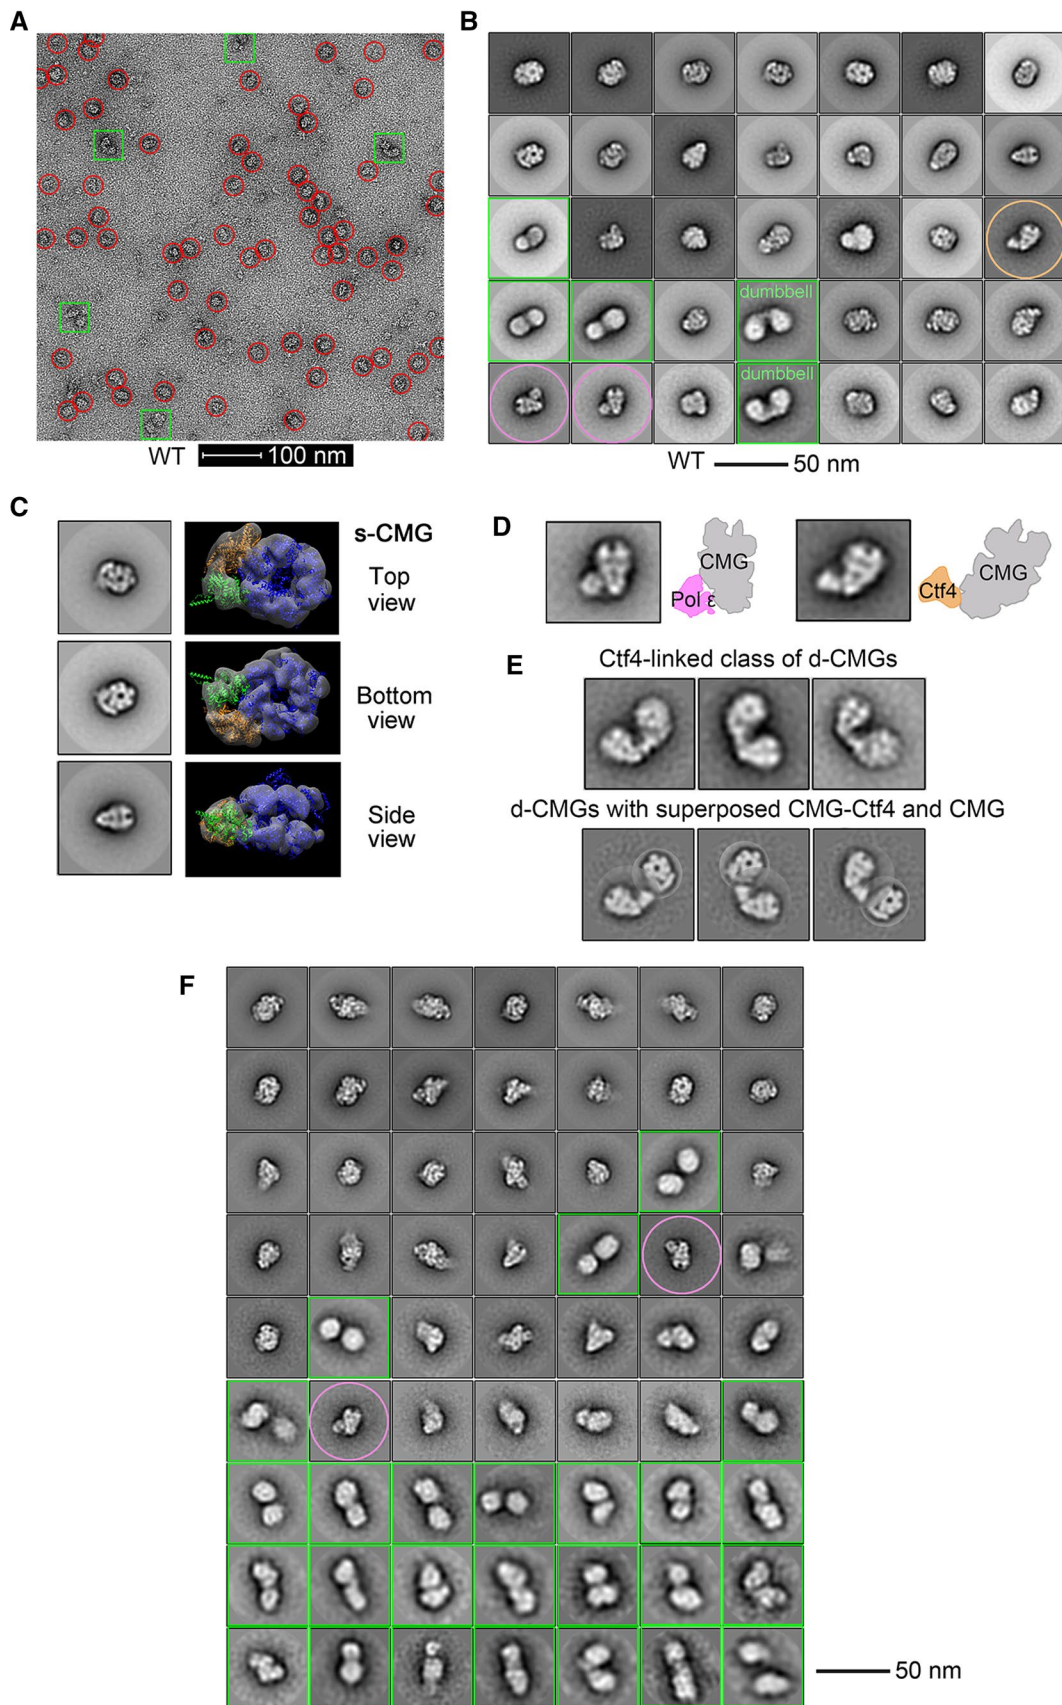 A
WT 100 nm
B
dumbbell
dumbbell
WT 50 nm
C
s-CMG
Top
view
Bottom
view
Side
view
D
CMG
Pol ε
Ctf4
CMG
E
Ctf4-linked class of d-CMGs
d-CMGs with superposed CMG-Ctf4 and CMG
F
50 nm